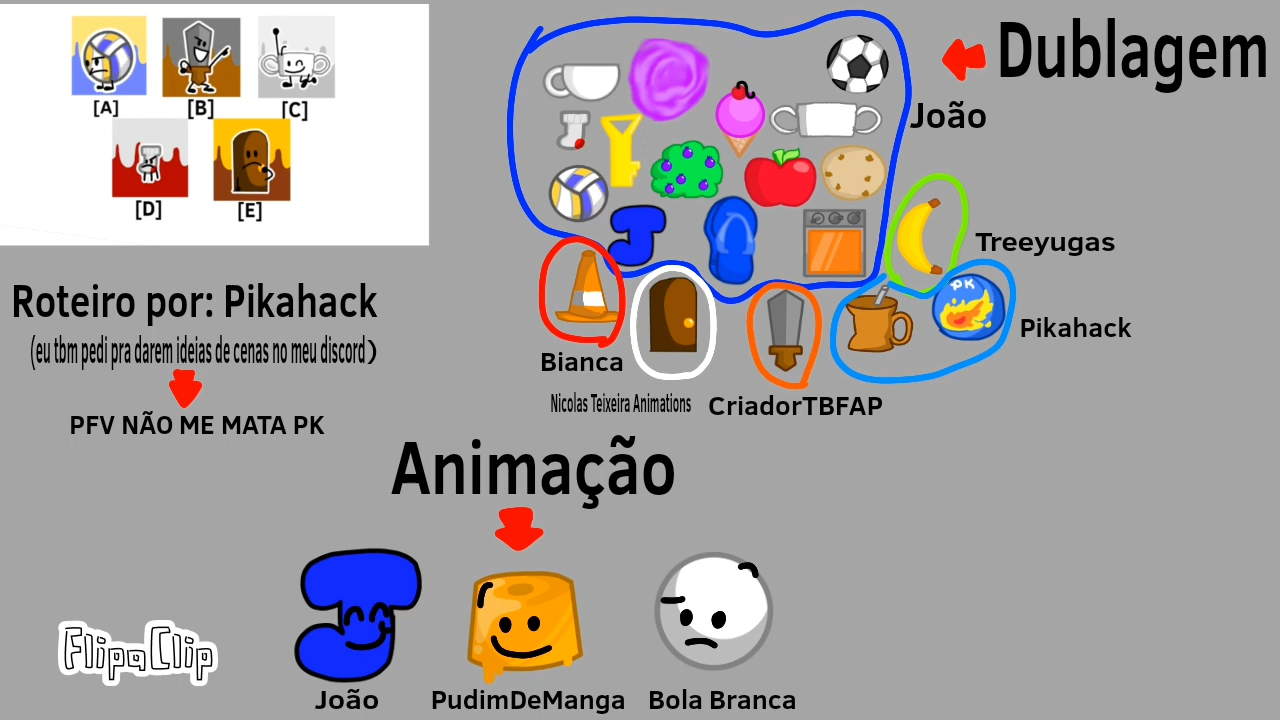 [A] [B] [C]
[D] [E]
Dublagem
João
Treeyugas
PK
Pikahack
Bianca
Nicolas Teixeira Animations
CriadorTBFAP
Roteiro por: Pikahack
(eu tbm pedi pra darem ideias de cenas no meu discord)
PFV NÃO ME MATA PK
Animação
João
PudimDeManga
Bola Branca
FlipaClip